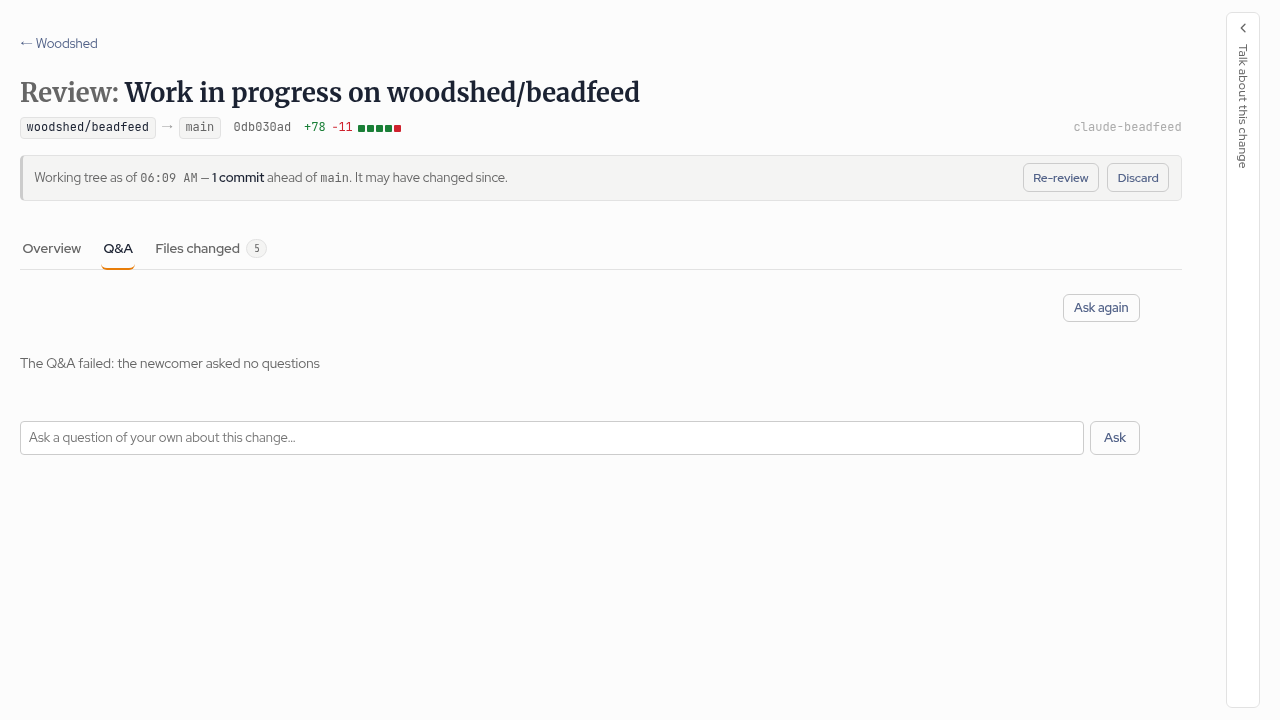 ← Woodshed
Review: Work in progress on woodshed/beadfeed
woodshed/beadfeed → main 0db030ad +78 -11
claude-beadfeed
Working tree as of 06:09 AM — 1 commit ahead of main. It may have changed since.
Re-review
Discard
Overview
Q&A
Files changed 5
Ask again
The Q&A failed: the newcomer asked no questions
Ask a question of your own about this change...
Ask
Talk about this change